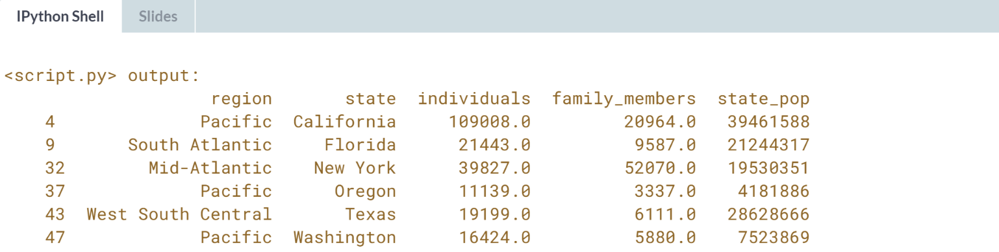 IPython Shell Slides
<script.py> output:
region state individuals family_members state_pop
4 Pacific California 109008.0 20964.0 39461588
9 South Atlantic Florida 21443.0 9587.0 21244317
32 Mid-Atlantic New York 39827.0 52070.0 19530351
37 Pacific Oregon 11139.0 3337.0 4181886
43 West South Central Texas 19199.0 6111.0 28628666
47 Pacific Washington 16424.0 5880.0 7523869